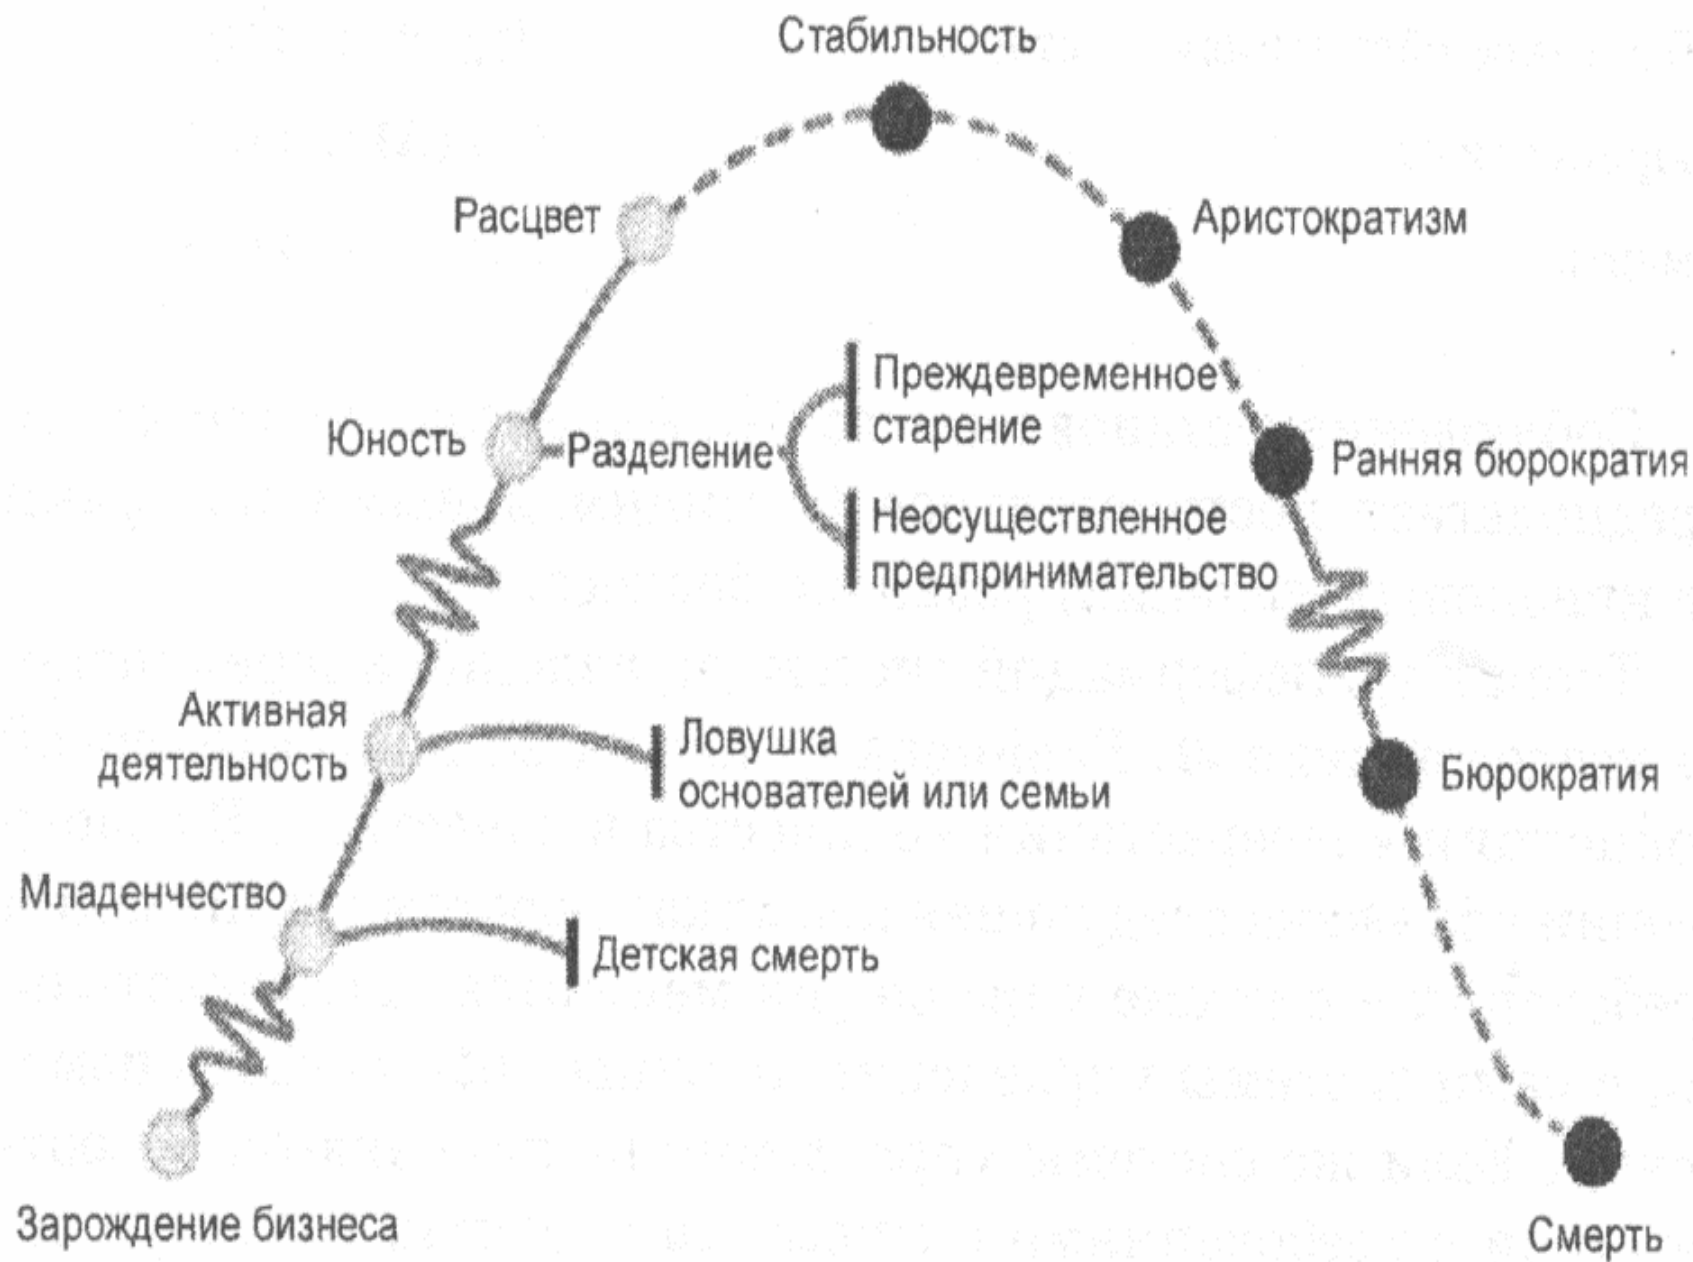 Стабильность
Расцвет
Аристократизм
Преждевременное
старение
Юность
Разделение
Ранняя бюрократия
Неосуществленное
предпринимательство
Активная
деятельность
Ловушка
основателей или семьи
Бюрократия
Младенчество
Детская смерть
Зарождение бизнеса
Смерть